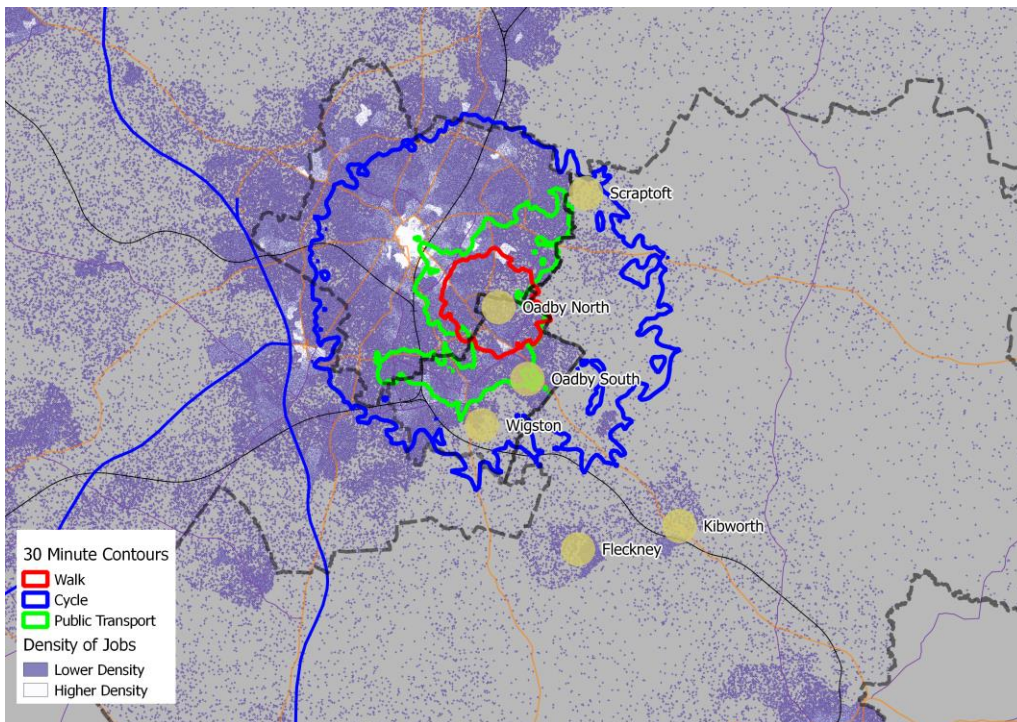 Scraptoft
Oadby North
Oadby South
Wigston
Kibworth
Fleckney
30 Minute Contours
Walk
Cycle
Public Transport
Density of Jobs
Lower Density
Higher Density